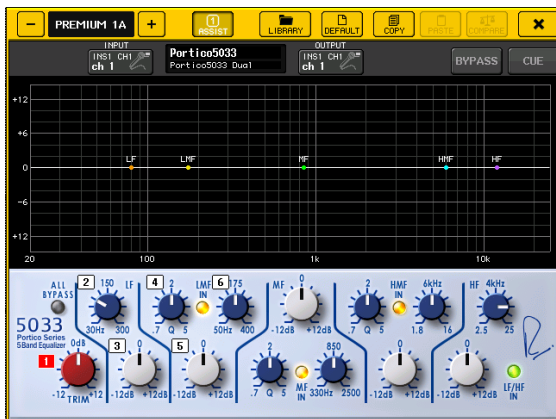 PREMIUM 1A
1
ASSIST
LIBRARY
DEFAULT
COPY
PASTE
COMPARE
INPUT
INS1 CH1
ch 1
Portico5033
Portico5033 Dual
OUTPUT
INS1 CH1
ch 1
BYPASS
CUE
+12
+6
0
-6
-12
LF
LMF
MF
HMF
HF
20
100
1k
10k
ALL BYPASS
2
150
LF
30Hz
300
4
2
.7 Q 5
LMF IN
6
175
50Hz
400
MF
0
-12dB
+12dB
2
.7 Q 5
HMF IN
6kHz
1.8
16
HF
4kHz
2.5
25
5033
Portico Series
5 Band Equalizer
1
0dB
-12
+12
TRIM
3
0
-12dB
+12dB
5
0
-12dB
+12dB
2
.7 Q 5
MF IN
850
330Hz
2500
0
-12dB
+12dB
0
-12dB
+12dB
LF/HF IN